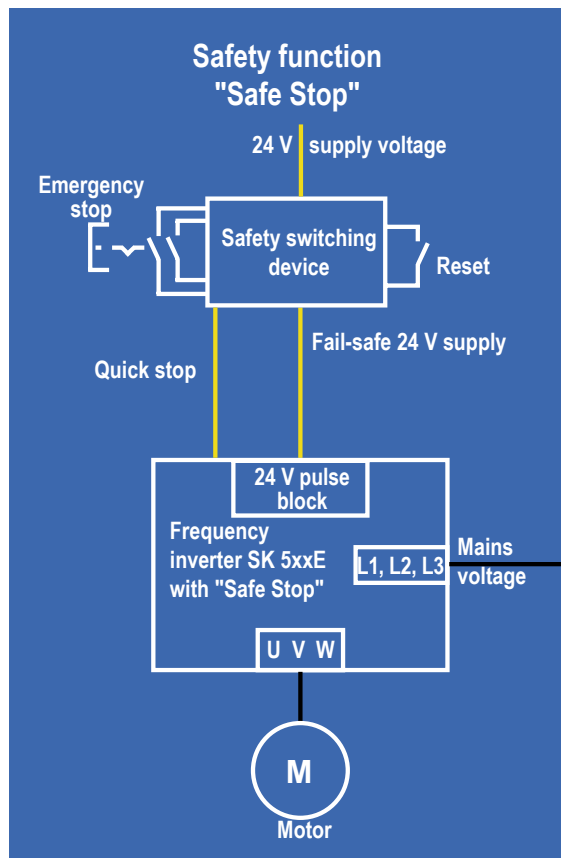 Safety function
"Safe Stop"
24 V supply voltage
Emergency
stop
Safety switching
device
Reset
Fail-safe 24 V supply
Quick stop
24 V pulse
block
Frequency
inverter SK 5xxE
with "Safe Stop"
L1, L2, L3
Mains
voltage
U V W
M
Motor